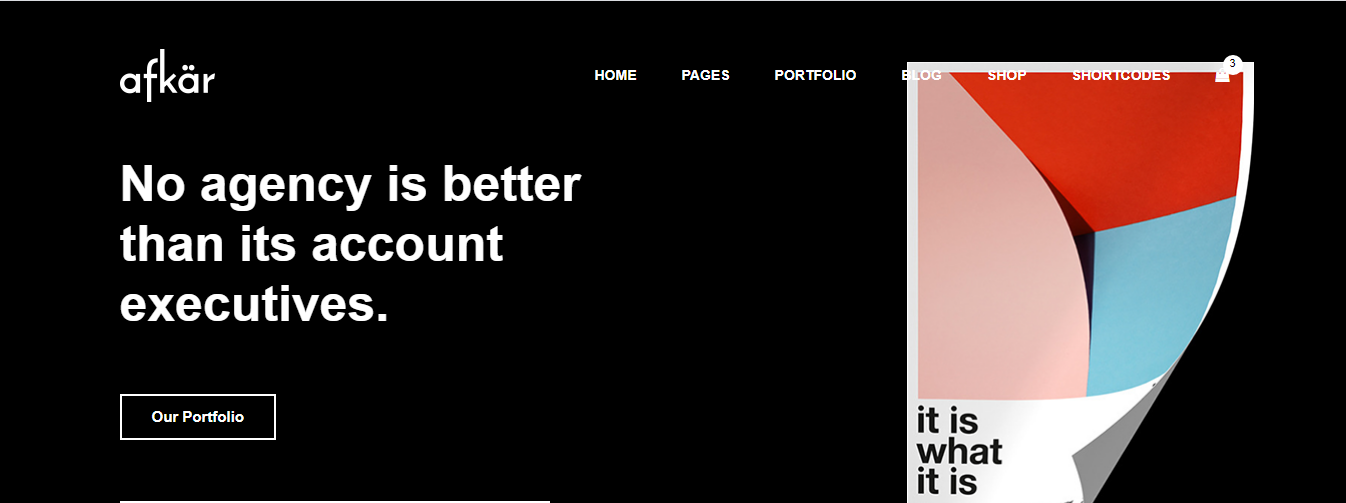 afkär
HOME PAGES PORTFOLIO BLOG SHOP SHORTCODES 3
No agency is better
than its account
executives.
Our Portfolio
it is
what
it is